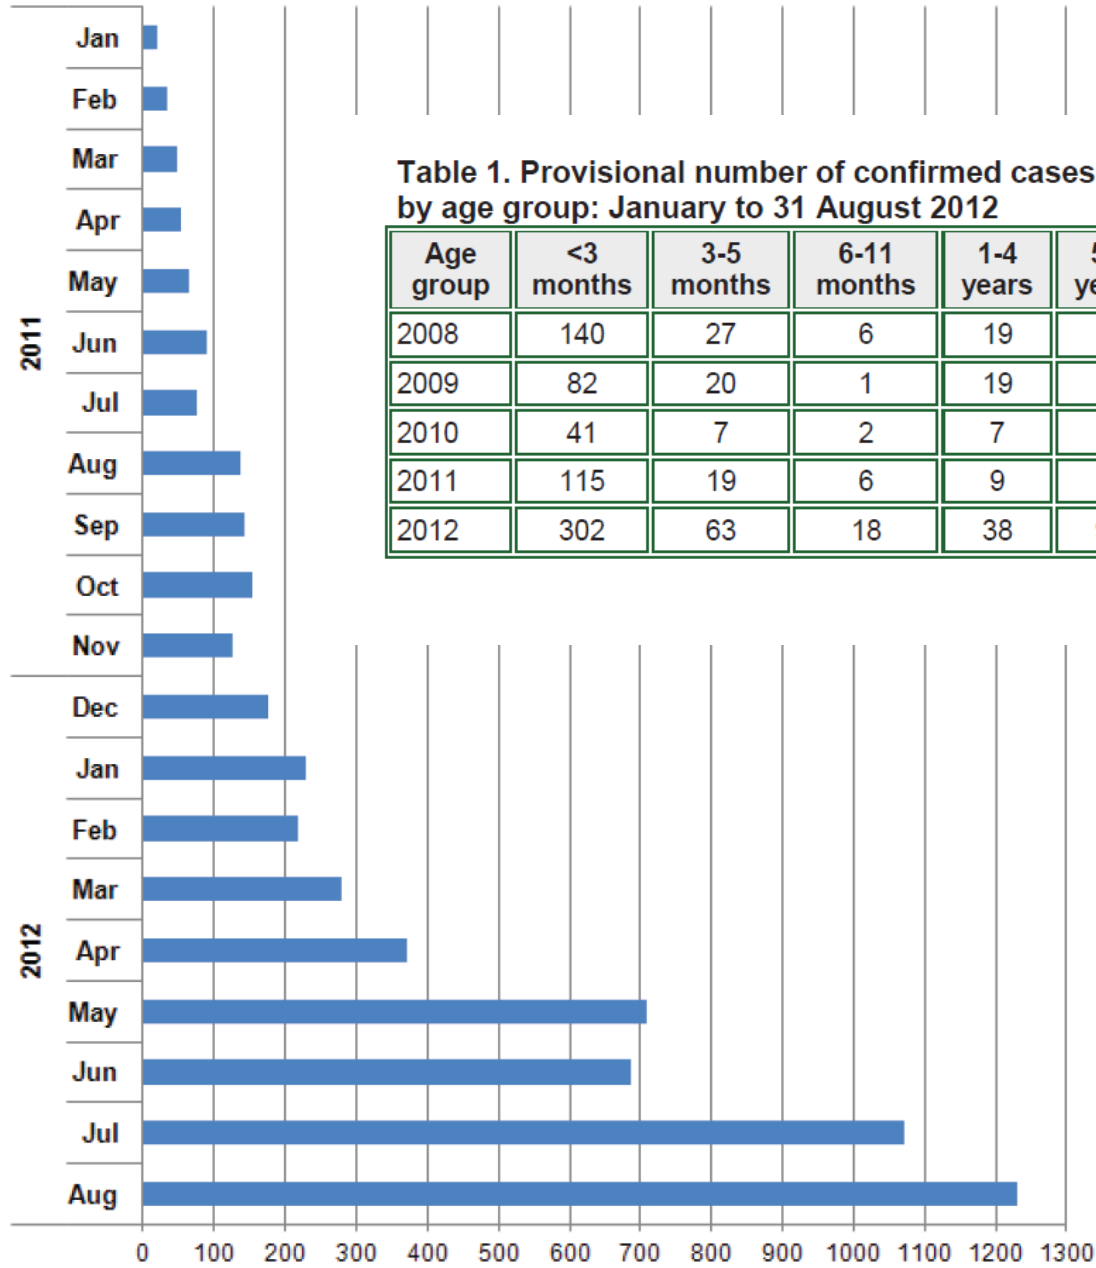 Jan
Feb
Mar
Apr
May
Jun
Jul
Aug
Sep
Oct
Nov
2011
Dec
Jan
Feb
Mar
Apr
May
Jun
Jul
Aug
2012
0 100 200 300 400 500 600 700 800 900 1000 1100 1200 1300
Table 1. Provisional number of confirmed cases
by age group: January to 31 August 2012
Age group <3 months 3-5 months 6-11 months 1-4 years
2008 140 27 6 19
2009 82 20 1 19
2010 41 7 2 7
2011 115 19 6 9
2012 302 63 18 38